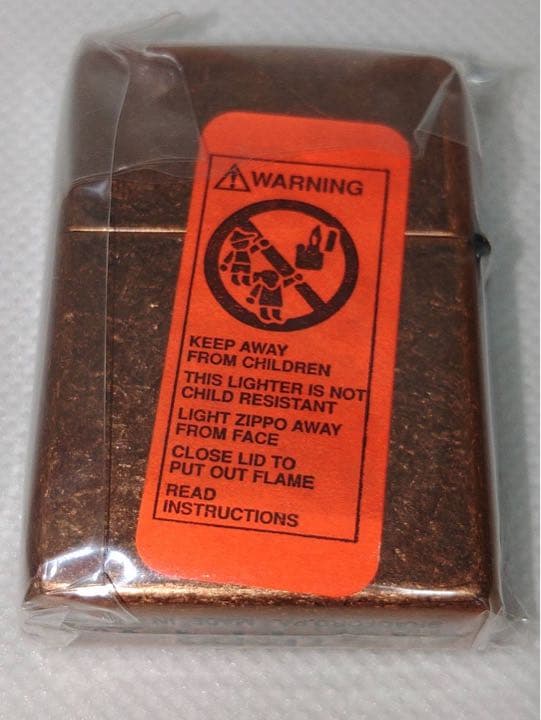 WARNING
KEEP AWAY
FROM CHILDREN
THIS LIGHTER IS NOT
CHILD RESISTANT
LIGHT ZIPPO AWAY
FROM FACE
CLOSE LID TO
PUT OUT FLAME
READ
INSTRUCTIONS